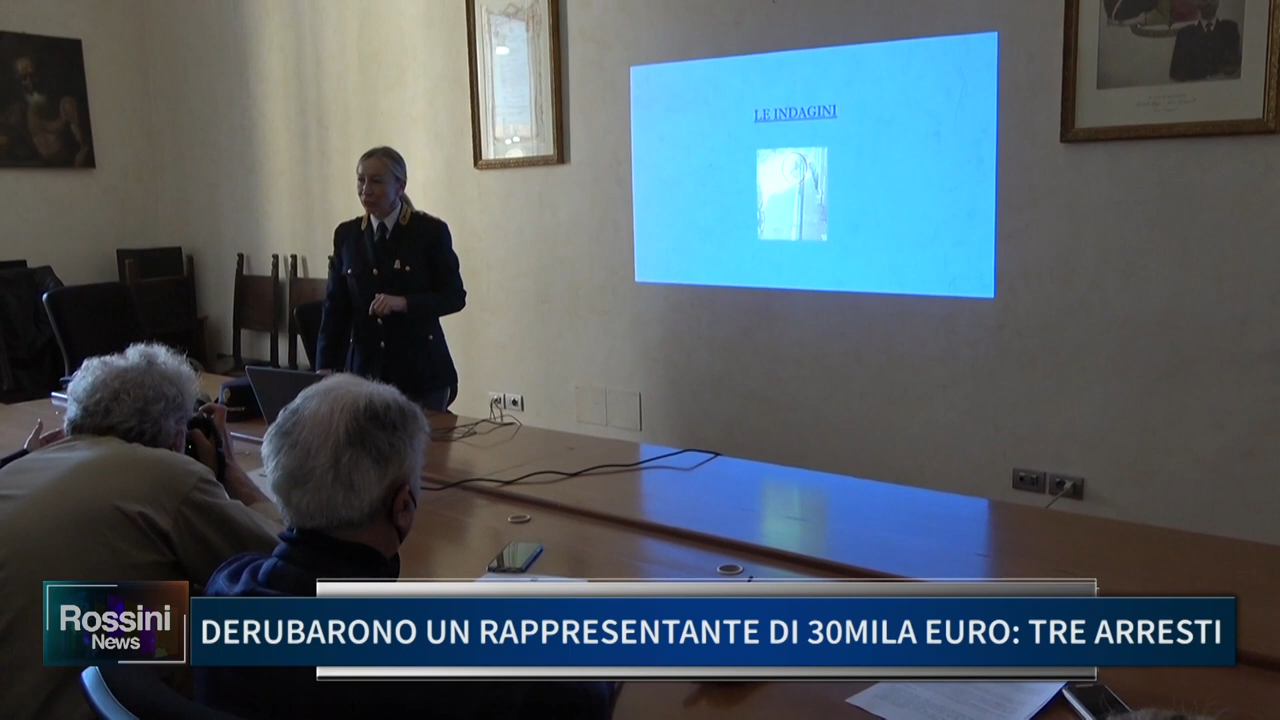 LE INDAGINI
Rossini
News
DERUBARONO UN RAPPRESENTANTE DI 30MILA EURO: TRE ARRESTI